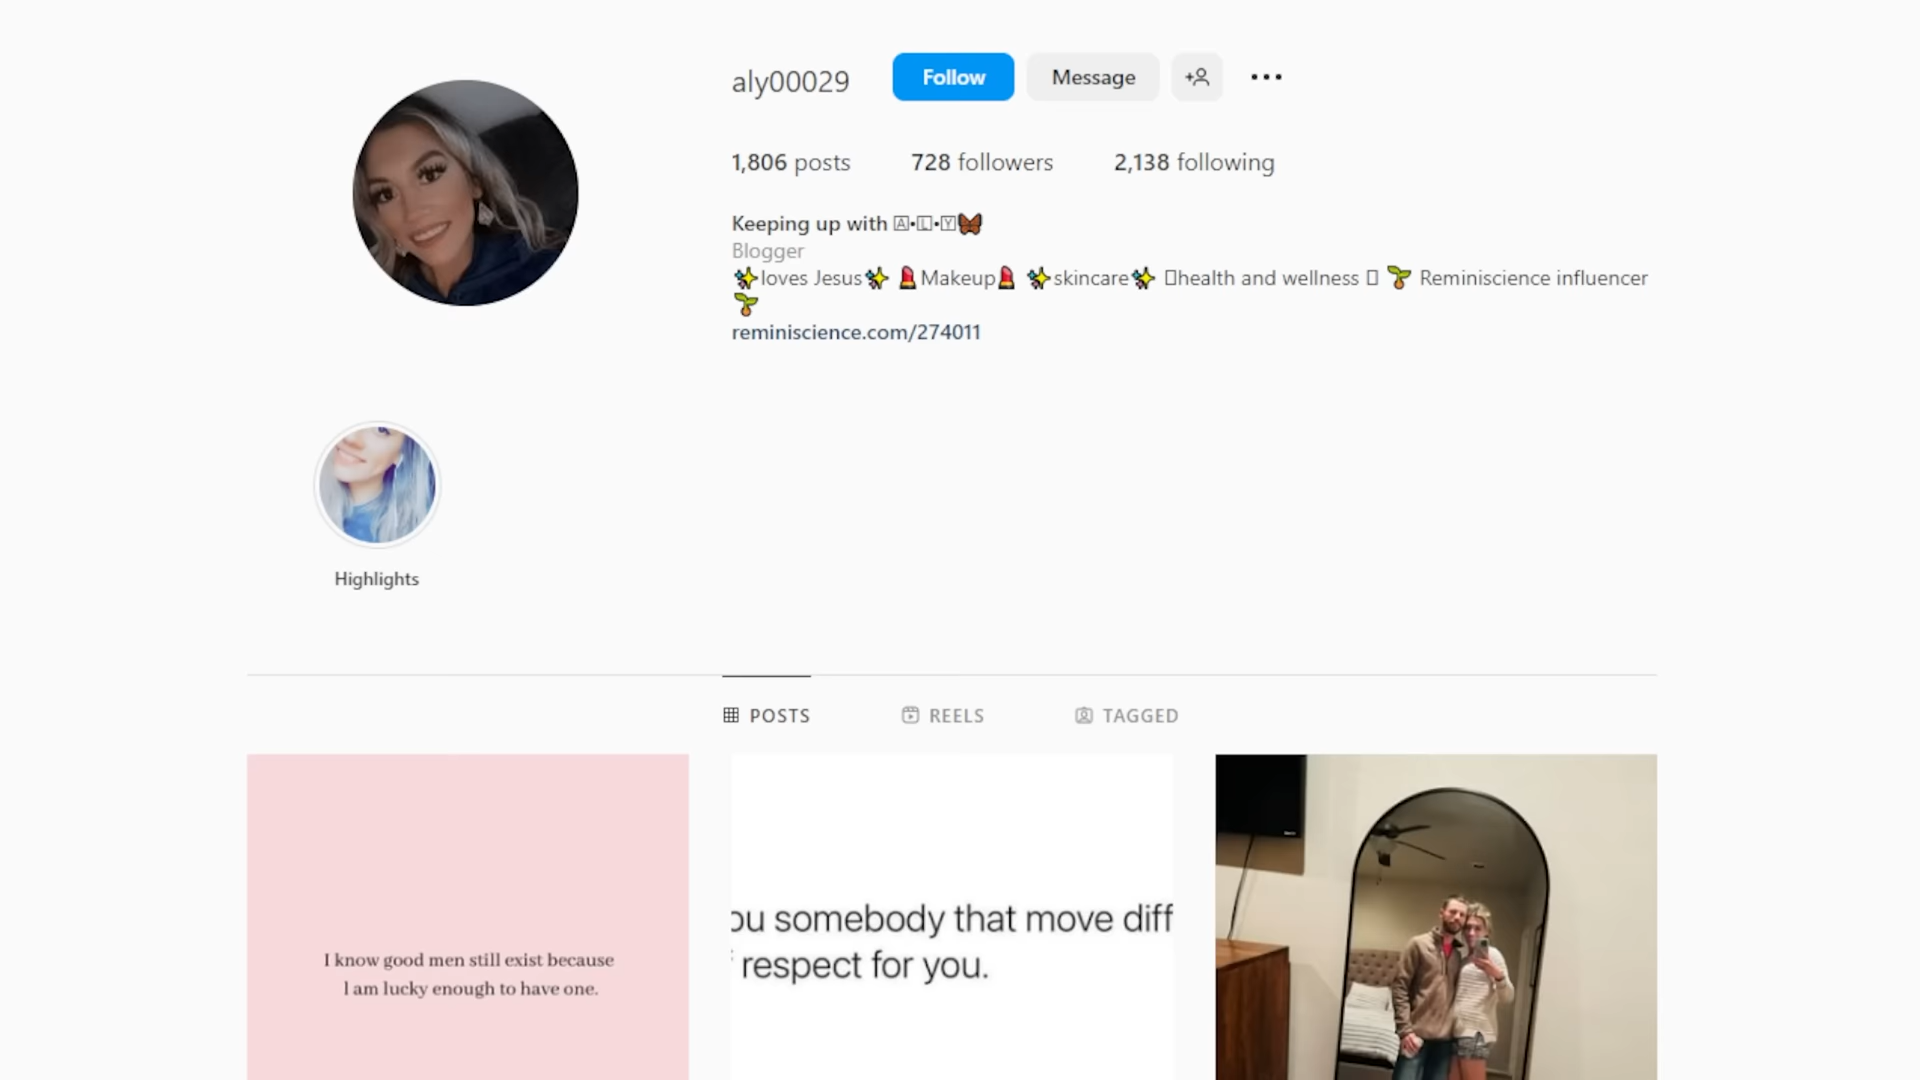 aly00029 Follow Message
1,806 posts 728 followers 2,138 following
Keeping up with 🄰•🄻•🅈🦋
Blogger
✨loves Jesus✨ 💄Makeup💄 ✨skincare✨ health and wellness 🌱 Reminiscience influencer
🌱
reminiscience.com/274011
Highlights
POSTS REELS TAGGED
I know good men still exist because
I am lucky enough to have one.
ou somebody that move diff
respect for you.